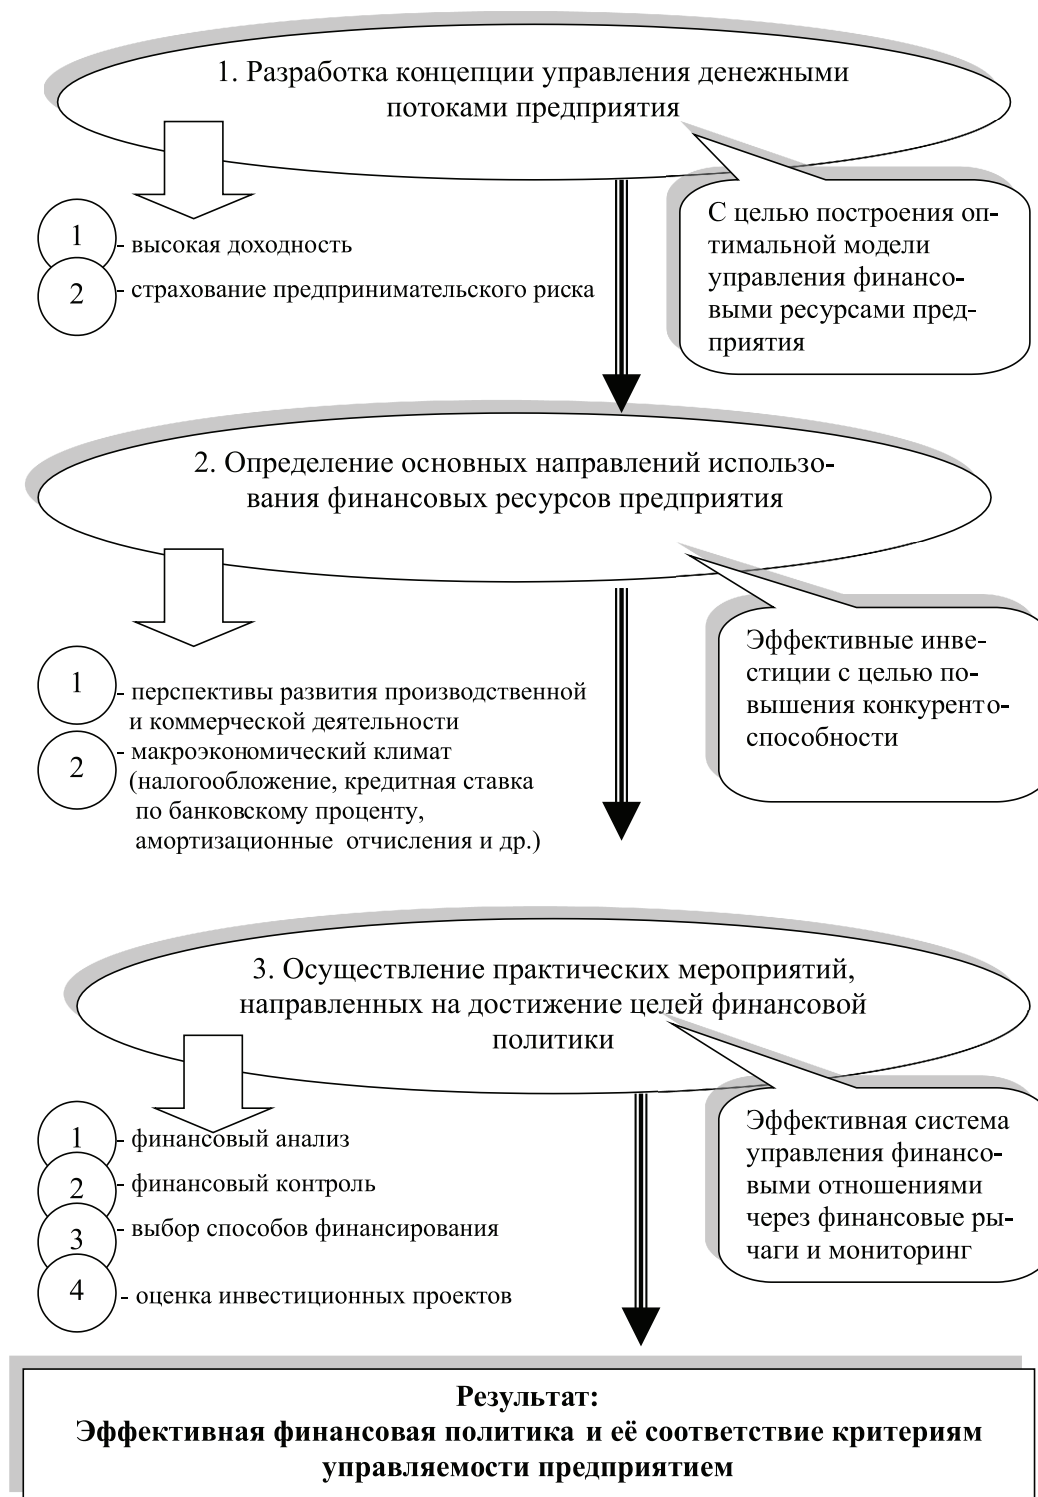 1. Разработка концепции управления денежными
потоками предприятия
С целью построения оп-
тимальной модели
управления финансо-
выми ресурсами пред-
приятия
1 - высокая доходность
2 - страхование предпринимательского риска
2. Определение основных направлений использо-
вания финансовых ресурсов предприятия
Эффективные инве-
стиции с целью по-
вышения конкуренто-
способности
1 - перспективы развития производственной
и коммерческой деятельности
2 - макроэкономический климат
(налогообложение, кредитная ставка
по банковскому проценту,
амортизационные отчисления и др.)
3. Осуществление практических мероприятий,
направленных на достижение целей финансовой
политики
Эффективная система
управления финансо-
выми отношениями
через финансовые ры-
чаги и мониторинг
1 - финансовый анализ
2 - финансовый контроль
3 - выбор способов финансирования
4 - оценка инвестиционных проектов
Результат:
Эффективная финансовая политика и её соответствие критериям
управляемости предприятием